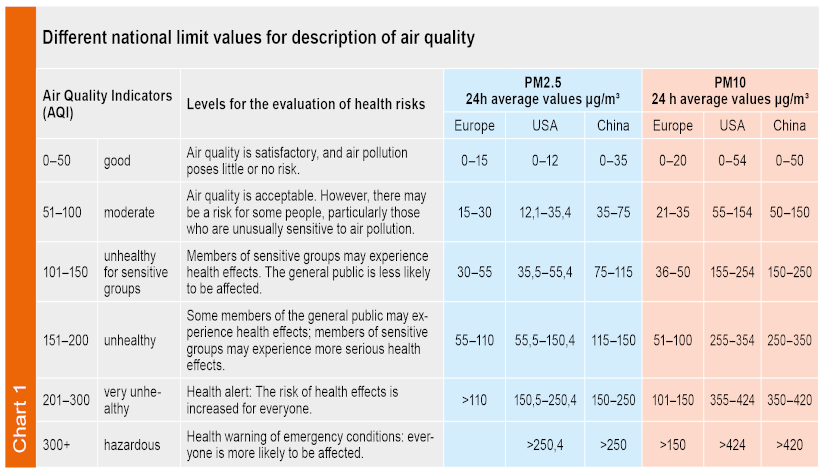 Different national limit values for description of air quality
Air Quality Indicators
(AQI)
Levels for the evaluation of health risks
PM2.5
24h average values µg/m³
PM10
24 h average values µg/m³
Europe USA China Europe USA China
0–50 good
Air quality is satisfactory, and air pollution
poses little or no risk.
0–15 0–12 0–35 0–20 0–54 0–50
51–100 moderate
Air quality is acceptable. However, there may
be a risk for some people, particularly those
who are unusually sensitive to air pollution.
15–30 12,1–35,4 35–75 21–35 55–154 50–150
101–150
unhealthy
for sensitive
groups
Members of sensitive groups may experience
health effects. The general public is less likely
to be affected.
30–55 35,5–55,4 75–115 36–50 155–254 150–250
151–200 unhealthy
Some members of the general public may ex-
perience health effects; members of sensitive
groups may experience more serious health
effects.
55–110 55,5–150,4 115–150 51–100 255–354 250–350
201–300
very unhe-
althy
Health alert: The risk of health effects is
increased for everyone.
>110 150,5–250,4 150–250 101–150 355–424 350–420
300+ hazardous
Health warning of emergency conditions: ever-
yone is more likely to be affected.
>250,4 >250 >150 >424 >420
Chart 1